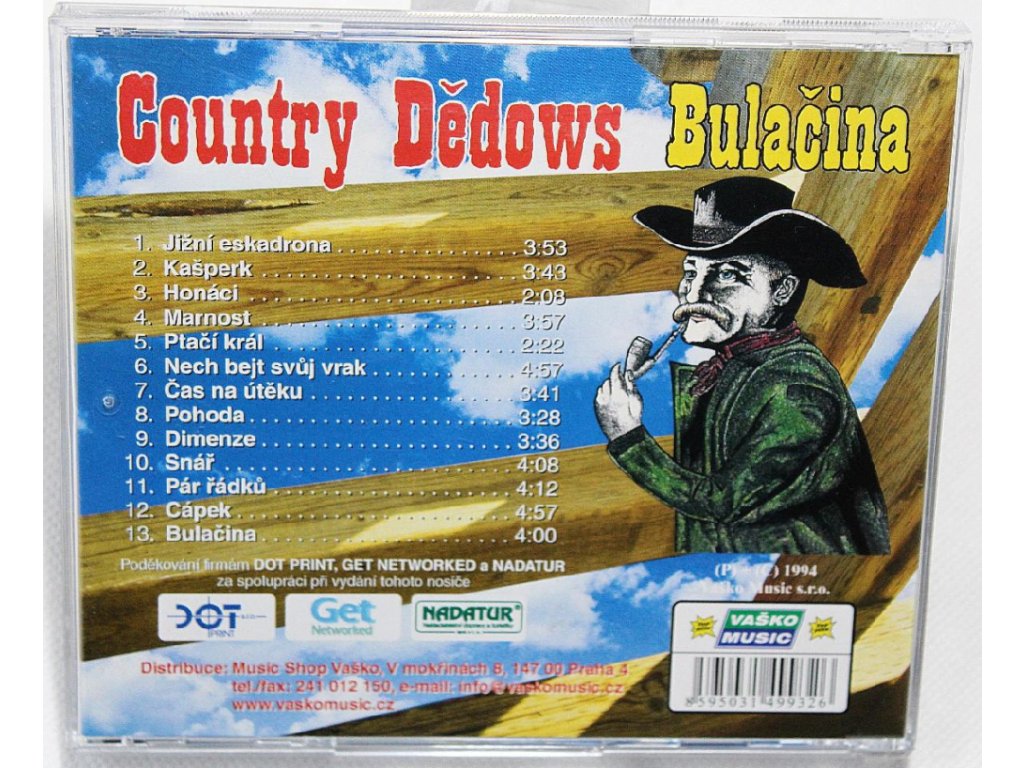 Country Dědows Bulačina
1. Jižní eskadrona 3:53
2. Kašperk 3:43
3. Honáci 2:08
4. Marnost 3:57
5. Ptačí král 2:22
6. Nech bejt svůj vrak 4:57
7. Čas na útěku 3:41
8. Pohoda 3:28
9. Dimenze 3:36
10. Snář 4:08
11. Pár řádků 4:12
12. Cápek 4:57
13. Bulačina 4:00
Poděkování firmám DOT PRINT, GET NETWORKED a NADATUR
za spolupráci při vydání tohoto nosiče
(P) + (C) 1994
Vaško Music s.r.o.
DOT s.r.o.
PRINT
Get
Networked
NADATUR®
VAŠKO
MUSIC
Distribuce: Music Shop Vaško, V mokřinách 8, 147 00 Praha 4
tel./fax: 241 012 150, e-mail: info@vaskomusic.cz
www.vaskomusic.cz
8595031 499326